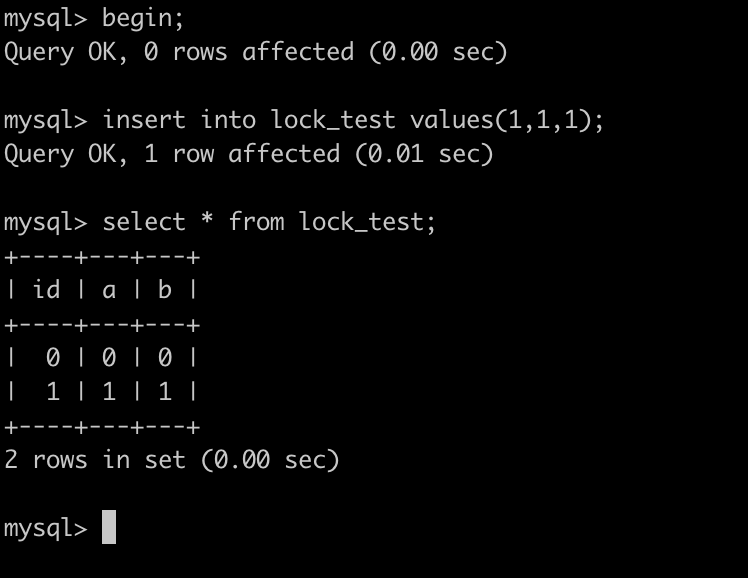 mysql> begin;
Query OK, 0 rows affected (0.00 sec)
mysql> insert into lock_test values(1,1,1);
Query OK, 1 row affected (0.01 sec)
mysql> select * from lock_test;
+----+---+---+
| id | a | b |
+----+---+---+
|  0 | 0 | 0 |
|  1 | 1 | 1 |
+----+---+---+
2 rows in set (0.00 sec)
mysql>